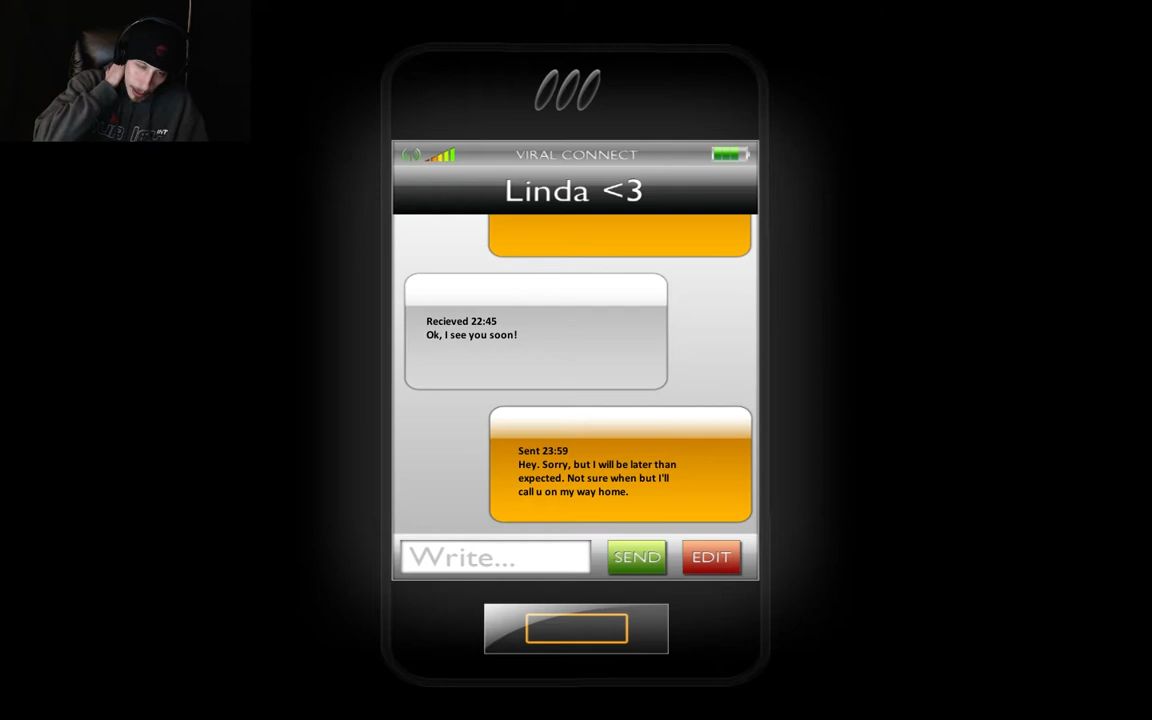 VIRAL CONNECT
Linda <3
Recieved 22:45
Ok, I see you soon!
Sent 23:59
Hey. Sorry, but I will be later than
expected. Not sure when but I'll
call u on my way home.
Write...
SEND
EDIT